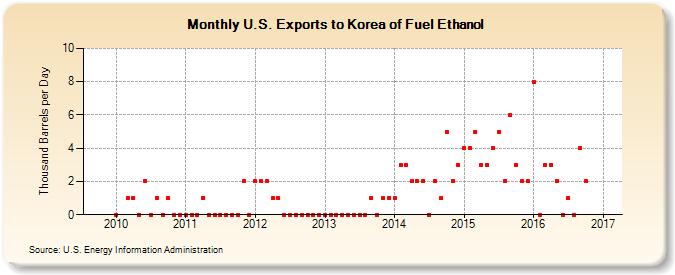 Monthly U.S. Exports to Korea of Fuel Ethanol
Thousand Barrels per Day
10
8
6
4
2
0
2010 2011 2012 2013 2014 2015 2016 2017
Source: U.S. Energy Information Administration